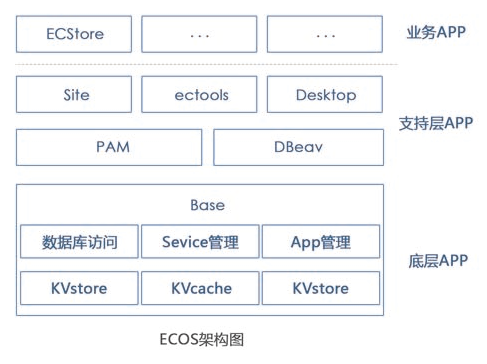 ECStore ... ... 业务APP
Site ectools Desktop
支持层APP
PAM DBeav
Base
数据库访问 Sevice管理 App管理
底层APP
KVstore KVcache KVstore
ECOS架构图